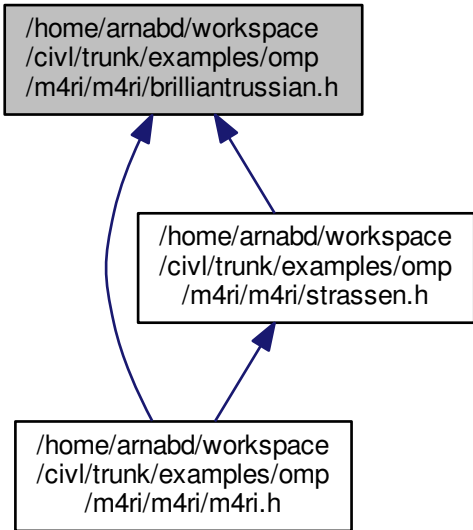 /home/arnabd/workspace
/civl/trunk/examples/omp
/m4ri/m4ri/brilliantrussian.h
/home/arnabd/workspace
/civl/trunk/examples/omp
/m4ri/m4ri/strassen.h
/home/arnabd/workspace
/civl/trunk/examples/omp
/m4ri/m4ri/m4ri.h